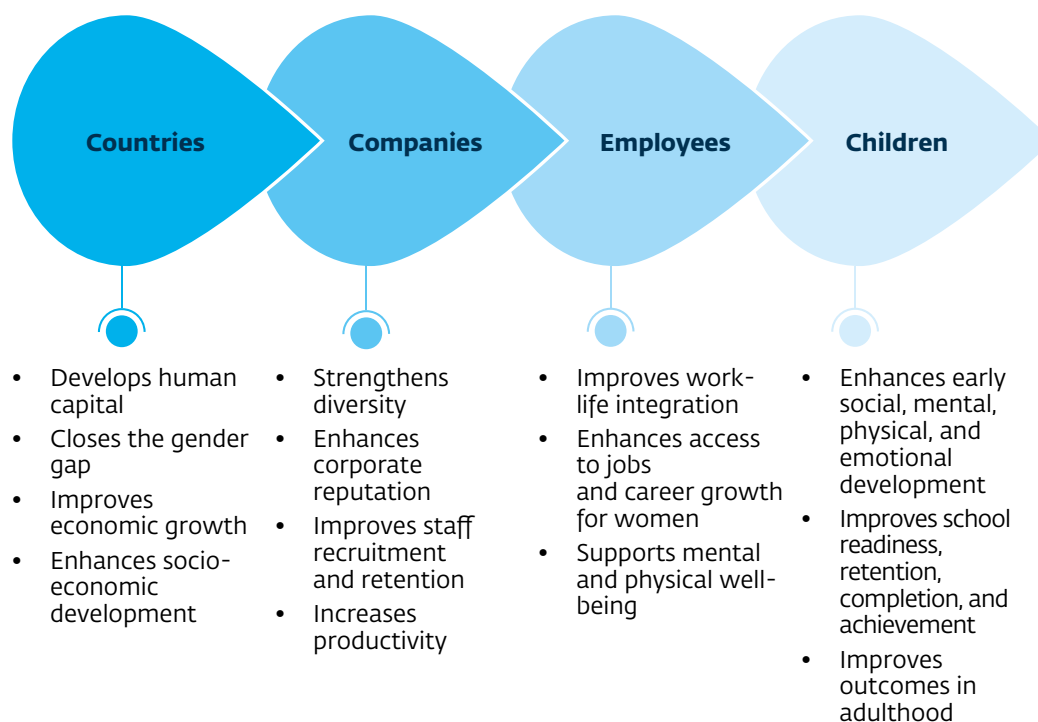 Countries
Companies
Employees
Children
• Develops human
capital
• Closes the gender
gap
• Improves
economic growth
• Enhances socio-
economic
development
• Strengthens
diversity
• Enhances
corporate
reputation
• Improves staff
recruitment
and retention
• Increases
productivity
• Improves work-
life integration
• Enhances access
to jobs
and career growth
for women
• Supports mental
and physical well-
being
• Enhances early
social, mental,
physical, and
emotional
development
• Improves school
readiness,
retention,
completion, and
achievement
• Improves
outcomes in
adulthood